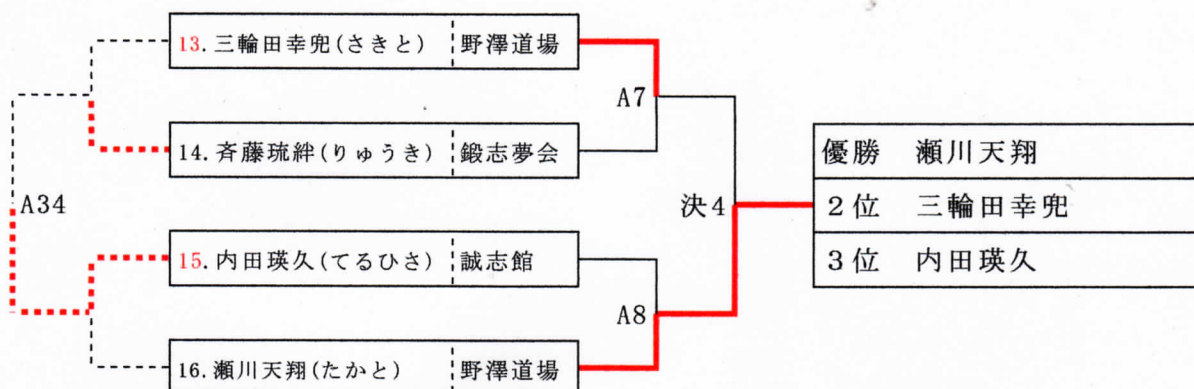 13.三輪田幸兜(さきと) 野澤道場
A7
14.斉藤琉絆(りゅうき) 鍛志夢会
A34
決4
15.内田瑛久(てるひさ) 誠志館
A8
16.瀬川天翔(たかと) 野澤道場
優勝 瀬川天翔
2位 三輪田幸兜
3位 内田瑛久